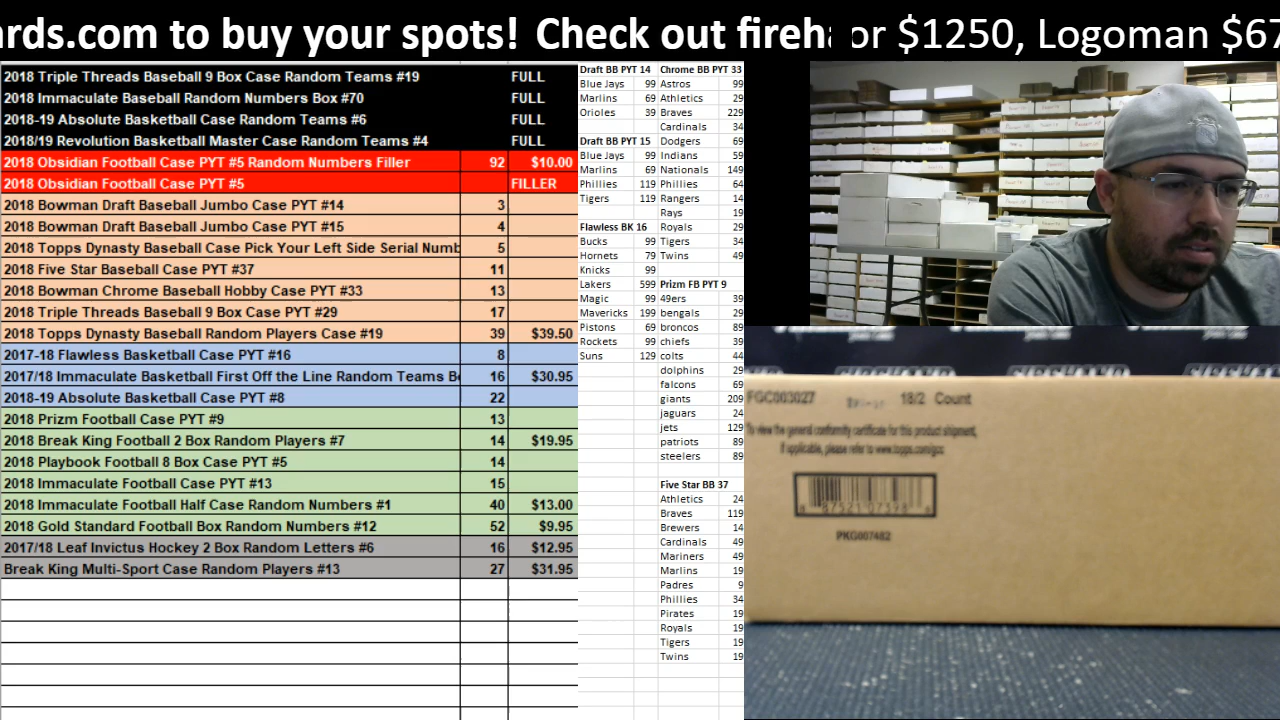 rds.com to buy your spots! Check out fireh or $1250, Logoman $67
2018 Triple Threads Baseball 9 Box Case Random Teams #19 FULL
2018 Immaculate Baseball Random Numbers Box #70 FULL
2018-19 Absolute Basketball Case Random Teams #6 FULL
2018/19 Revolution Basketball Master Case Random Teams #4 FULL
2018 Obsidian Football Case PYT #5 Random Numbers Filler 92 $10.00
2018 Obsidian Football Case PYT #5 FILLER
2018 Bowman Draft Baseball Jumbo Case PYT #14 3
2018 Bowman Draft Baseball Jumbo Case PYT #15 4
2018 Topps Dynasty Baseball Case Pick Your Left Side Serial Numb 5
2018 Five Star Baseball Case PYT #37 11
2018 Bowman Chrome Baseball Hobby Case PYT #33 13
2018 Triple Threads Baseball 9 Box Case PYT #29 17
2018 Topps Dynasty Baseball Random Players Case #19 39 $39.50
2017-18 Flawless Basketball Case PYT #16 8
2017/18 Immaculate Basketball First Off the Line Random Teams B 16 $30.95
2018-19 Absolute Basketball Case PYT #8 22
2018 Prizm Football Case PYT #9 13
2018 Break King Football 2 Box Random Players #7 14 $19.95
2018 Playbook Football 8 Box Case PYT #5 14
2018 Immaculate Football Case PYT #13 15
2018 Immaculate Football Half Case Random Numbers #1 40 $13.00
2018 Gold Standard Football Box Random Numbers #12 52 $9.95
2017/18 Leaf Invictus Hockey 2 Box Random Letters #6 16 $12.95
Break King Multi-Sport Case Random Players #13 27 $31.95
Draft BB PYT 14
Blue Jays 99
Marlins 69
Orioles 39
Draft BB PYT 15
Blue Jays 99
Marlins 69
Phillies 119
Tigers 119
Flawless BK 16
Bucks 99
Hornets 79
Knicks 99
Lakers 599
Magic 99
Mavericks 199
Pistons 69
Rockets 99
Suns 129
Chrome BB PYT 33
Astros 99
Athletics 29
Braves 229
Cardinals 34
Dodgers 69
Indians 59
Nationals 149
Phillies 64
Rangers 14
Rays 19
Royals 29
Tigers 34
Twins 49
Prizm FB PYT 9
49ers 39
bengals 29
broncos 89
chiefs 39
colts 44
dolphins 29
falcons 69
giants 209
jaguars 24
jets 129
patriots 89
steelers 89
Five Star BB 37
Athletics 24
Braves 119
Brewers 14
Cardinals 49
Mariners 49
Marlins 19
Padres 9
Phillies 34
Pirates 19
Royals 19
Tigers 19
Twins 19
FGC003027 18/2 Count
To view the general conformity certificate for this product shipment,
if applicable, please refer to www.topps.com/gcc
PKG007482